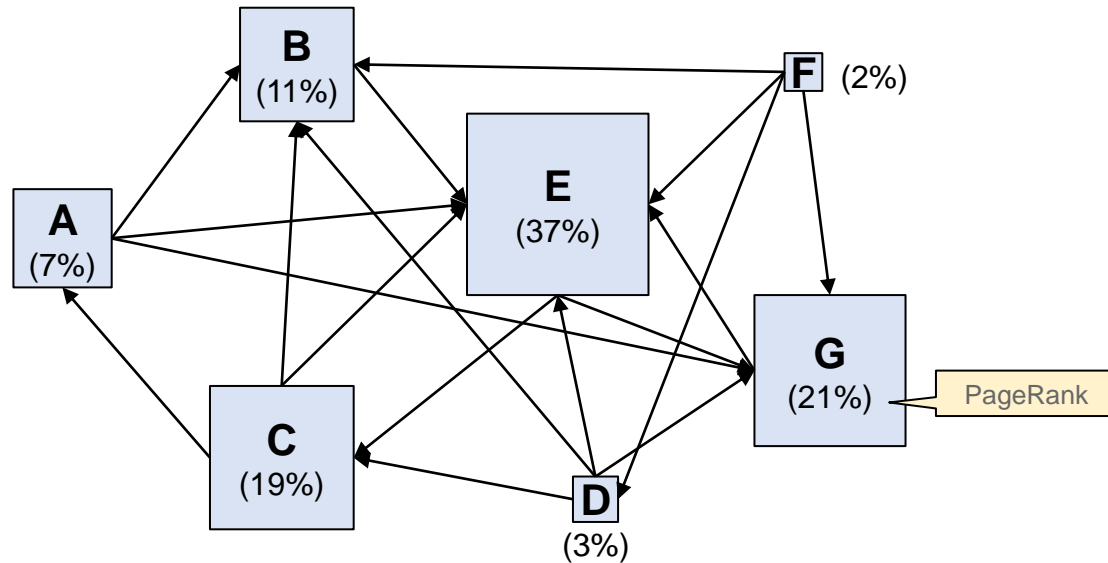 B
(11%)
F
(2%)
E
(37%)
A
(7%)
G
(21%)
PageRank
C
(19%)
D
(3%)